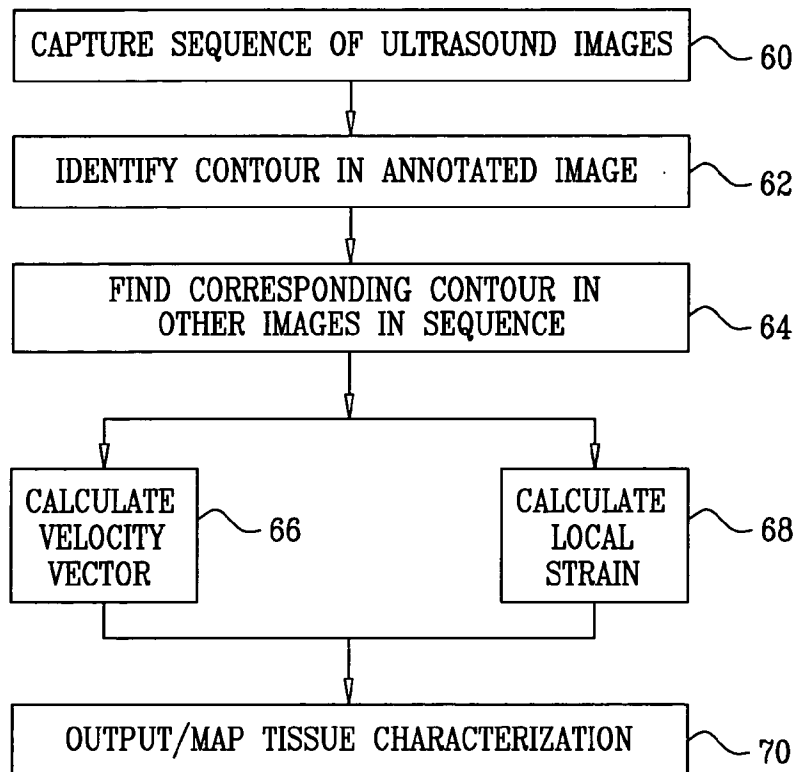 CAPTURE SEQUENCE OF ULTRASOUND IMAGES
60
IDENTIFY CONTOUR IN ANNOTATED IMAGE
62
FIND CORRESPONDING CONTOUR IN
OTHER IMAGES IN SEQUENCE
64
CALCULATE
VELOCITY
VECTOR
66
CALCULATE
LOCAL
STRAIN
68
OUTPUT/MAP TISSUE CHARACTERIZATION
70